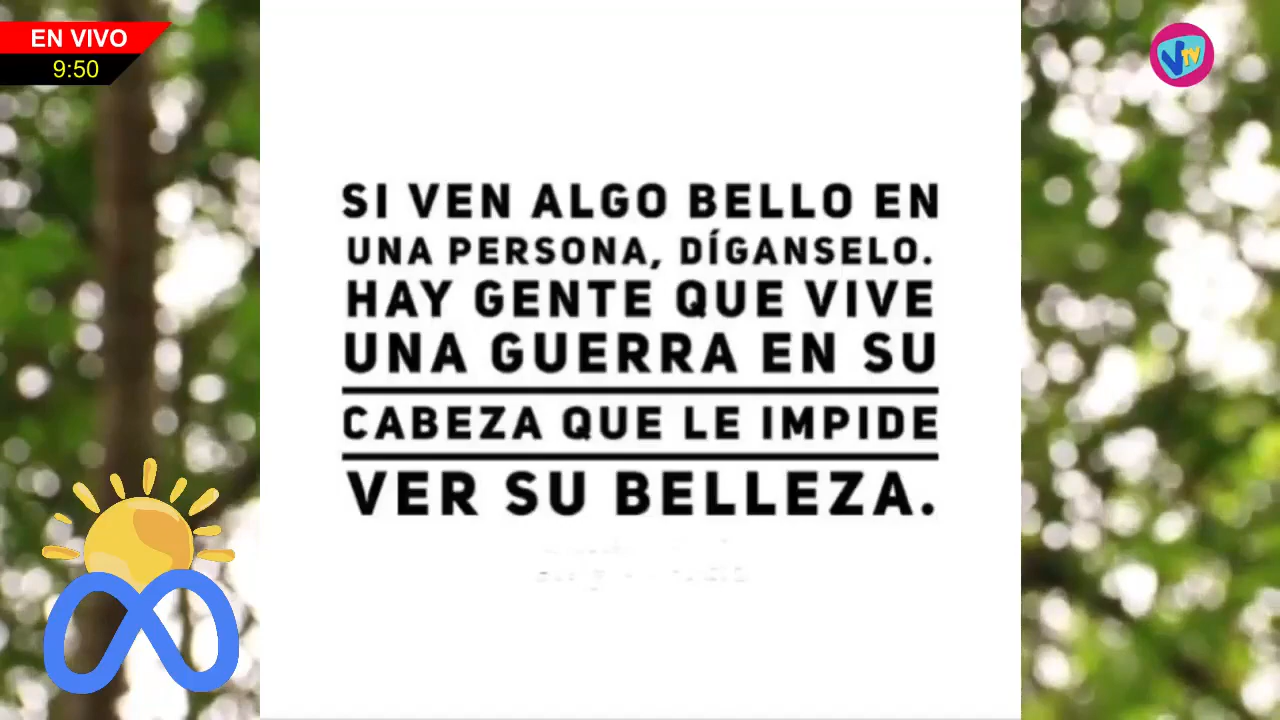 EN VIVO
9:50
VTV
SI VEN ALGO BELLO EN
UNA PERSONA, DÍGANSELO.
HAY GENTE QUE VIVE
UNA GUERRA EN SU
CABEZA QUE LE IMPIDE
VER SU BELLEZA.